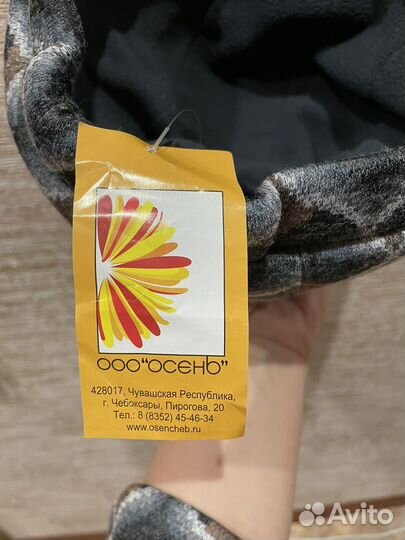 ООО "ОСЕНЬ"
428017, Чувашская Республика,
г. Чебоксары, Пирогова, 20
Тел.: 8 (8352) 45-46-34
www.osencheb.ru
Avito